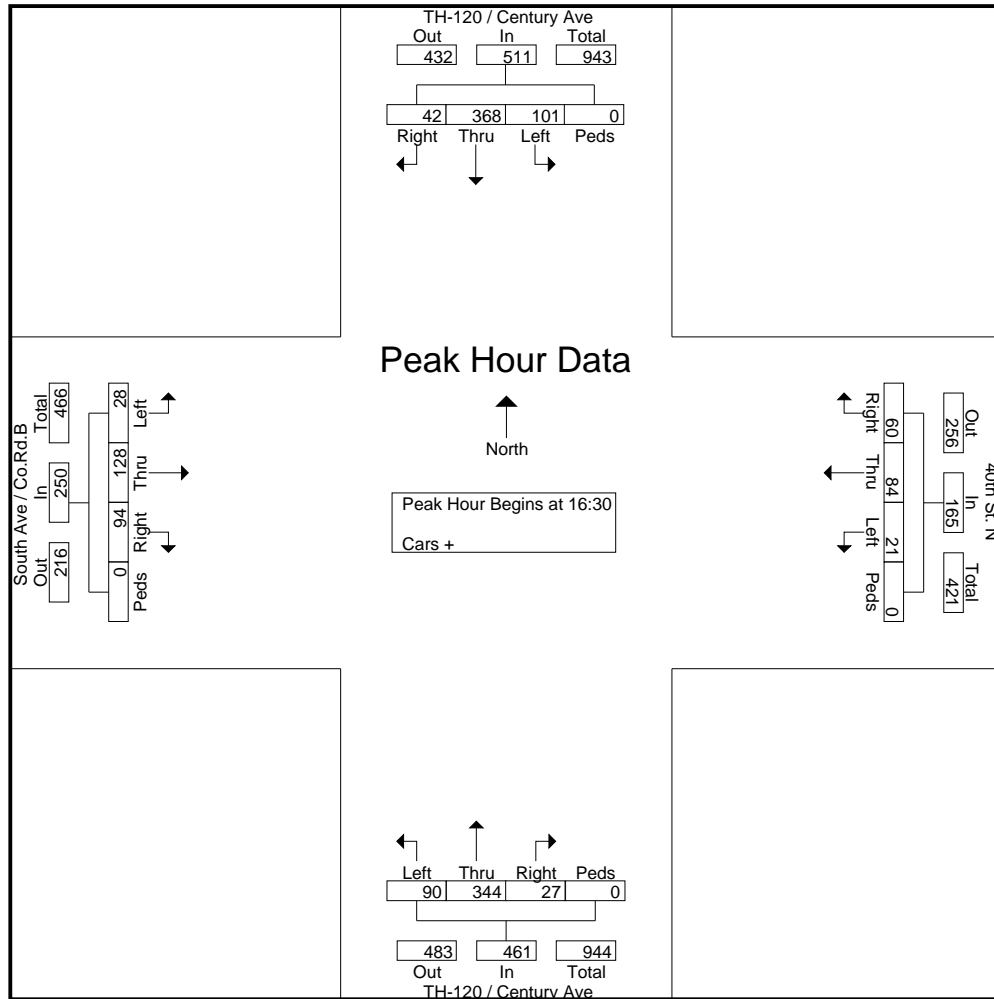 TH-120 / Century Ave
Out In Total
432 511 943
42 368 101 0
Right Thru Left Peds
Peak Hour Data
North
Peak Hour Begins at 16:30
Cars +
South Ave / Co.Rd.B
Out In Total
216 250 466
Left Thru Right Peds
28 128 94 0
Right Thru Left Peds
60 84 21 0
Out In Total
256 165 421
40th St. N
Left Thru Right Peds
90 344 27 0
483 461 944
Out In Total
TH-120 / Century Ave